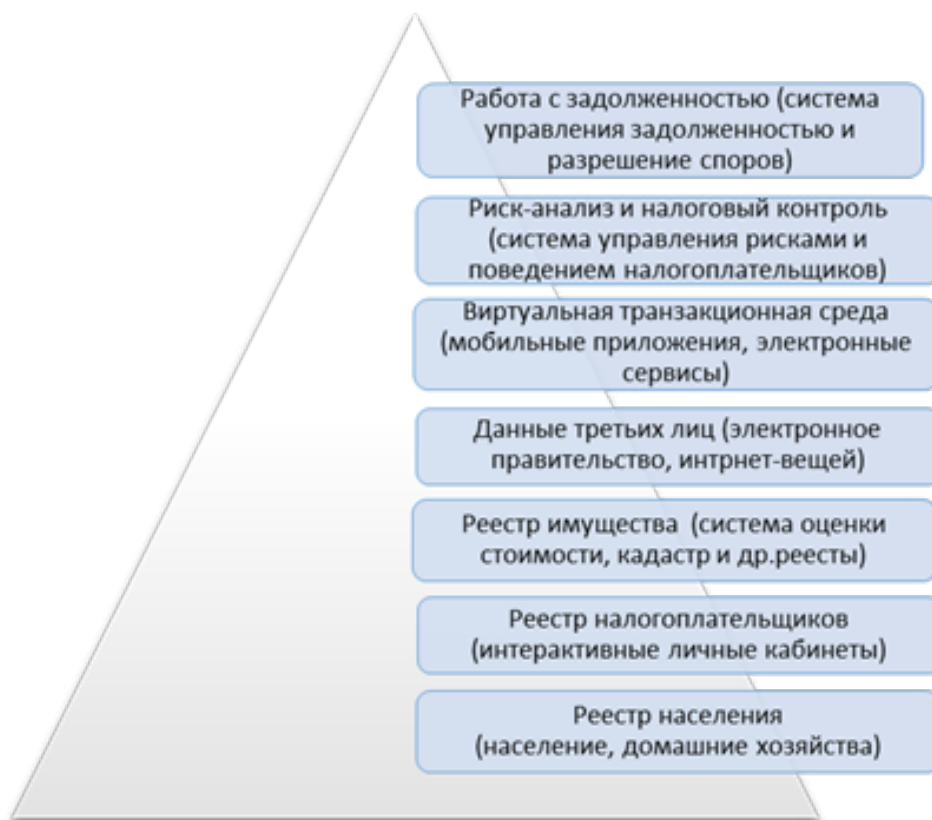 Работа с задолженностью (система
управления задолженностью и
разрешение споров)
Риск-анализ и налоговый контроль
(система управления рисками и
поведением налогоплательщиков)
Виртуальная транзакционная среда
(мобильные приложения, электронные
сервисы)
Данные третьих лиц (электронное
правительство, интрнет-вещей)
Реестр имущества (система оценки
стоимости, кадастр и др.реесты)
Реестр налогоплательщиков
(интерактивные личные кабинеты)
Реестр населения
(население, домашние хозяйства)